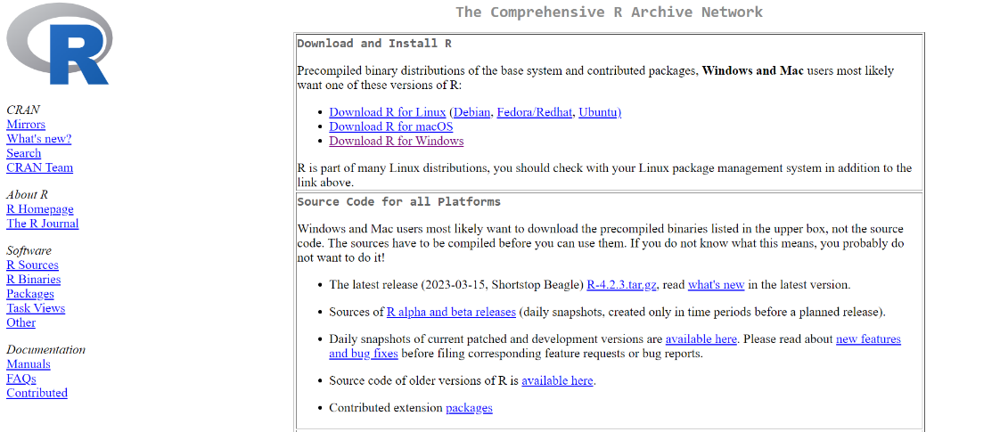 R
CRAN
Mirrors
What's new?
Search
CRAN Team
About R
R Homepage
The R Journal
Software
R Sources
R Binaries
Packages
Task Views
Other
Documentation
Manuals
FAQs
Contributed
The Comprehensive R Archive Network
Download and Install R
Precompiled binary distributions of the base system and contributed packages, Windows and Mac users most likely
want one of these versions of R:
• Download R for Linux (Debian, Fedora/Redhat, Ubuntu)
• Download R for macOS
• Download R for Windows
R is part of many Linux distributions, you should check with your Linux package management system in addition to the
link above.
Source Code for all Platforms
Windows and Mac users most likely want to download the precompiled binaries listed in the upper box, not the source
code. The sources have to be compiled before you can use them. If you do not know what this means, you probably do
not want to do it!
• The latest release (2023-03-15, Shortstop Beagle) R-4.2.3.tar.gz, read what's new in the latest version.
• Sources of R alpha and beta releases (daily snapshots, created only in time periods before a planned release).
• Daily snapshots of current patched and development versions are available here. Please read about new features
and bug fixes before filing corresponding feature requests or bug reports.
• Source code of older versions of R is available here.
• Contributed extension packages